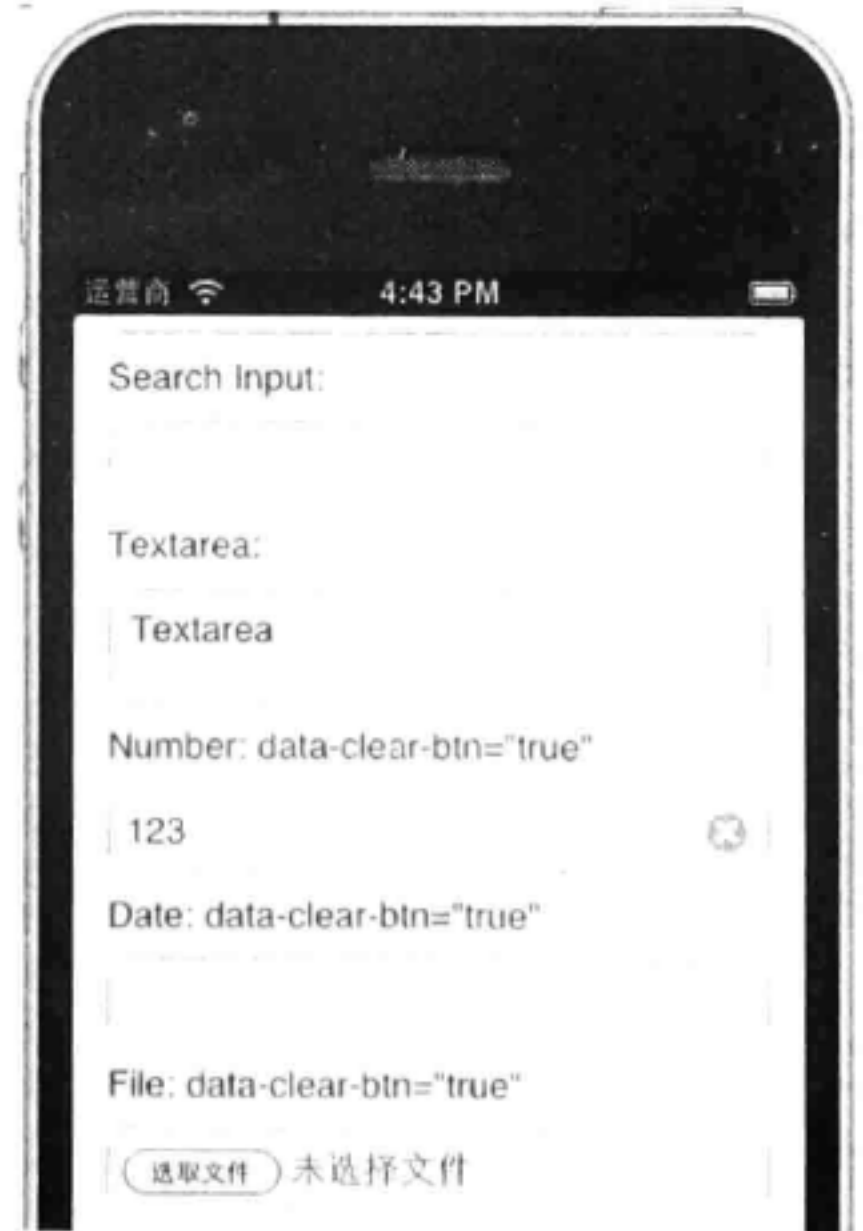 运营商 4:43 PM
Search Input:
Textarea:
Textarea
Number: data-clear-btn="true"
123
Date: data-clear-btn="true"
File: data-clear-btn="true"
选取文件 未选择文件